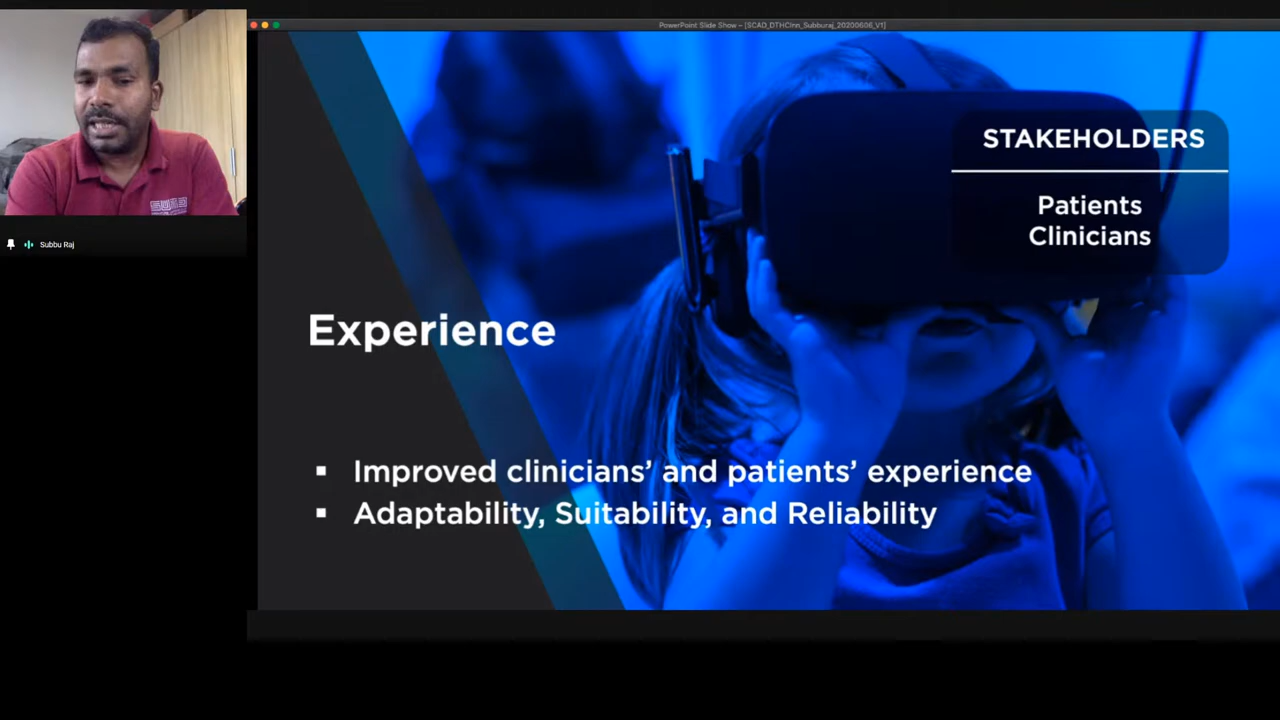 PowerPoint Slide Show – [SCAD_DTHCInn_Subburaj_20200606_V1]
Subbu Raj
STAKEHOLDERS
Patients
Clinicians
Experience
▪ Improved clinicians’ and patients’ experience
▪ Adaptability, Suitability, and Reliability